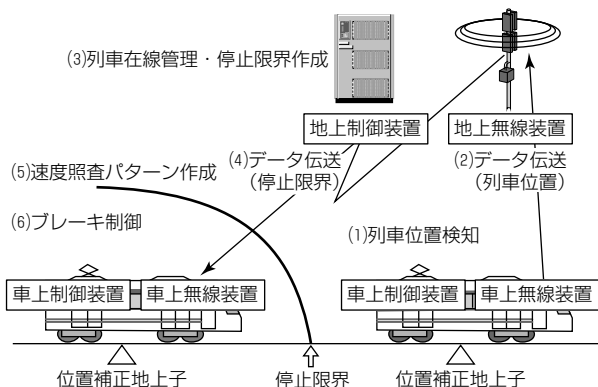 (3)列車在線管理・停止限界作成
地上制御装置
地上無線装置
(4)データ伝送
(停止限界)
(2)データ伝送
(列車位置)
(5)速度照査パターン作成
(6)ブレーキ制御
(1)列車位置検知
車上制御装置
車上無線装置
車上制御装置
車上無線装置
位置補正地上子
停止限界
位置補正地上子